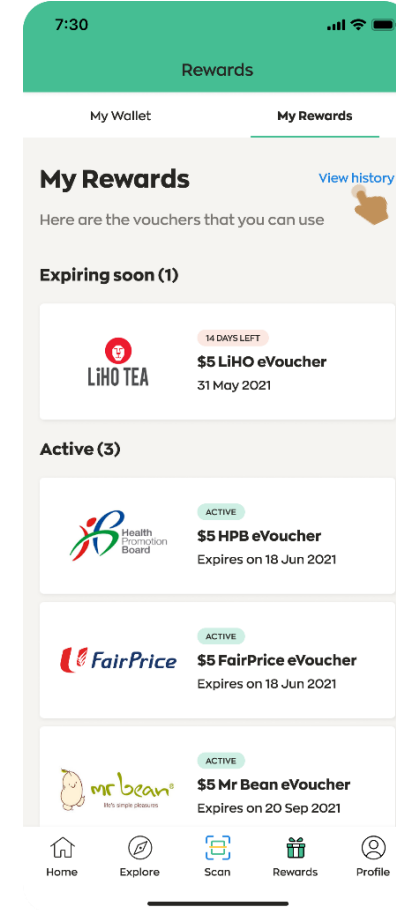 7:30
Rewards
My Wallet
My Rewards
My Rewards
View history
Here are the vouchers that you can use
Expiring soon (1)
LiHO TEA
14 DAYS LEFT
$5 LiHO eVoucher
31 May 2021
Active (3)
Health
Promotion
Board
ACTIVE
$5 HPB eVoucher
Expires on 18 Jun 2021
FairPrice
ACTIVE
$5 FairPrice eVoucher
Expires on 18 Jun 2021
mr bean
life's simple pleasures
ACTIVE
$5 Mr Bean eVoucher
Expires on 20 Sep 2021
Home
Explore
Scan
Rewards
Profile